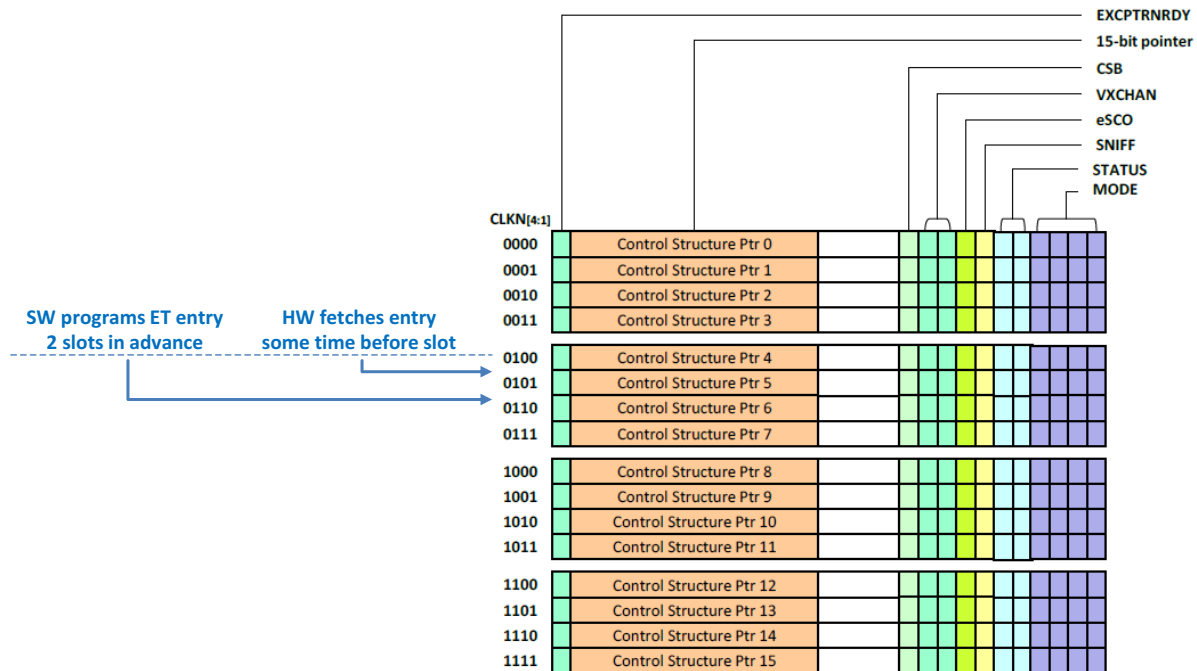 EXCPTRNRDY
15-bit pointer
CSB
VXCHAN
eSCO
SNIFF
STATUS
MODE
CLKN[4:1]
0000 Control Structure Ptr 0
0001 Control Structure Ptr 1
0010 Control Structure Ptr 2
0011 Control Structure Ptr 3
SW programs ET entry
2 slots in advance
HW fetches entry
some time before slot
0100 Control Structure Ptr 4
0101 Control Structure Ptr 5
0110 Control Structure Ptr 6
0111 Control Structure Ptr 7
1000 Control Structure Ptr 8
1001 Control Structure Ptr 9
1010 Control Structure Ptr 10
1011 Control Structure Ptr 11
1100 Control Structure Ptr 12
1101 Control Structure Ptr 13
1110 Control Structure Ptr 14
1111 Control Structure Ptr 15